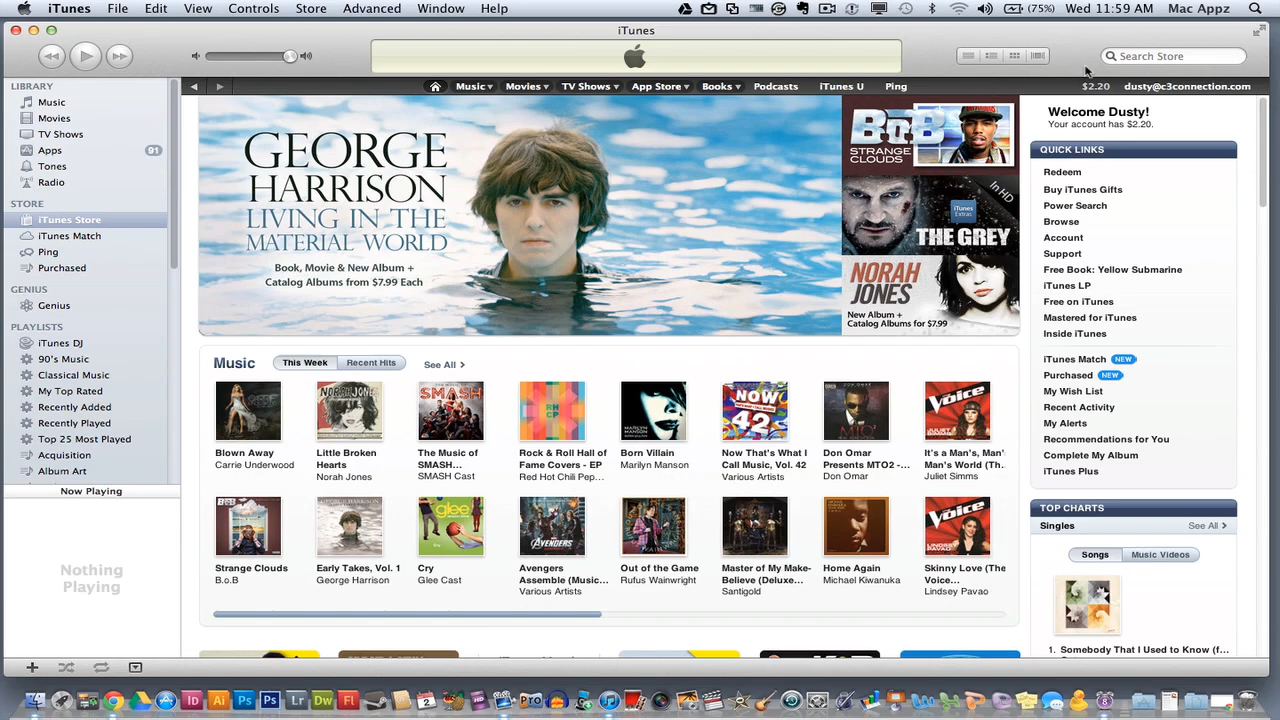 iTunes File Edit View Controls Store Advanced Window Help (75%) Wed 11:59 AM Mac Appz
iTunes
Search Store
Music Movies TV Shows App Store Books Podcasts iTunes U Ping $2.20 dusty@c3connection.com
LIBRARY
Music
Movies
TV Shows
Apps 91
Tones
Radio
STORE
iTunes Store
iTunes Match
Ping
Purchased
GENIUS
Genius
PLAYLISTS
iTunes DJ
90's Music
Classical Music
My Top Rated
Recently Added
Recently Played
Top 25 Most Played
Acquisition
Album Art
Now Playing
Nothing
Playing
GEORGE
HARRISON
LIVING IN THE
MATERIAL WORLD
Book, Movie & New Album +
Catalog Albums from $7.99 Each
B.o.B
STRANGE
CLOUDS
In HD
iTunes
Extras
THE GREY
NORAH
JONES
New Album +
Catalog Albums for $7.99
Music This Week Recent Hits See All >
Blown Away
Carrie Underwood
Little Broken
Hearts
Norah Jones
The Music of
SMASH...
SMASH Cast
Rock & Roll Hall of
Fame Covers - EP
Red Hot Chili Pep...
Born Villain
Marilyn Manson
Now That's What I
Call Music, Vol. 42
Various Artists
Don Omar
Presents MTO2 -...
Don Omar
It's a Man's, Man'
Man's World (Th..
Juliet Simms
Strange Clouds
B.o.B
Early Takes, Vol. 1
George Harrison
Cry
Glee Cast
Avengers
Assemble (Music...
Various Artists
Out of the Game
Rufus Wainwright
Master of My Make-
Believe (Deluxe...
Santigold
Home Again
Michael Kiwanuka
Skinny Love (The
Voice...
Lindsey Pavao
Welcome Dusty!
Your account has $2.20.
QUICK LINKS
Redeem
Buy iTunes Gifts
Power Search
Browse
Account
Support
Free Book: Yellow Submarine
iTunes LP
Free on iTunes
Mastered for iTunes
Inside iTunes
iTunes Match NEW
Purchased NEW
My Wish List
Recent Activity
My Alerts
Recommendations for You
Complete My Album
iTunes Plus
TOP CHARTS
Singles See All >
Songs Music Videos
1. Somebody That I Used to Know (f...